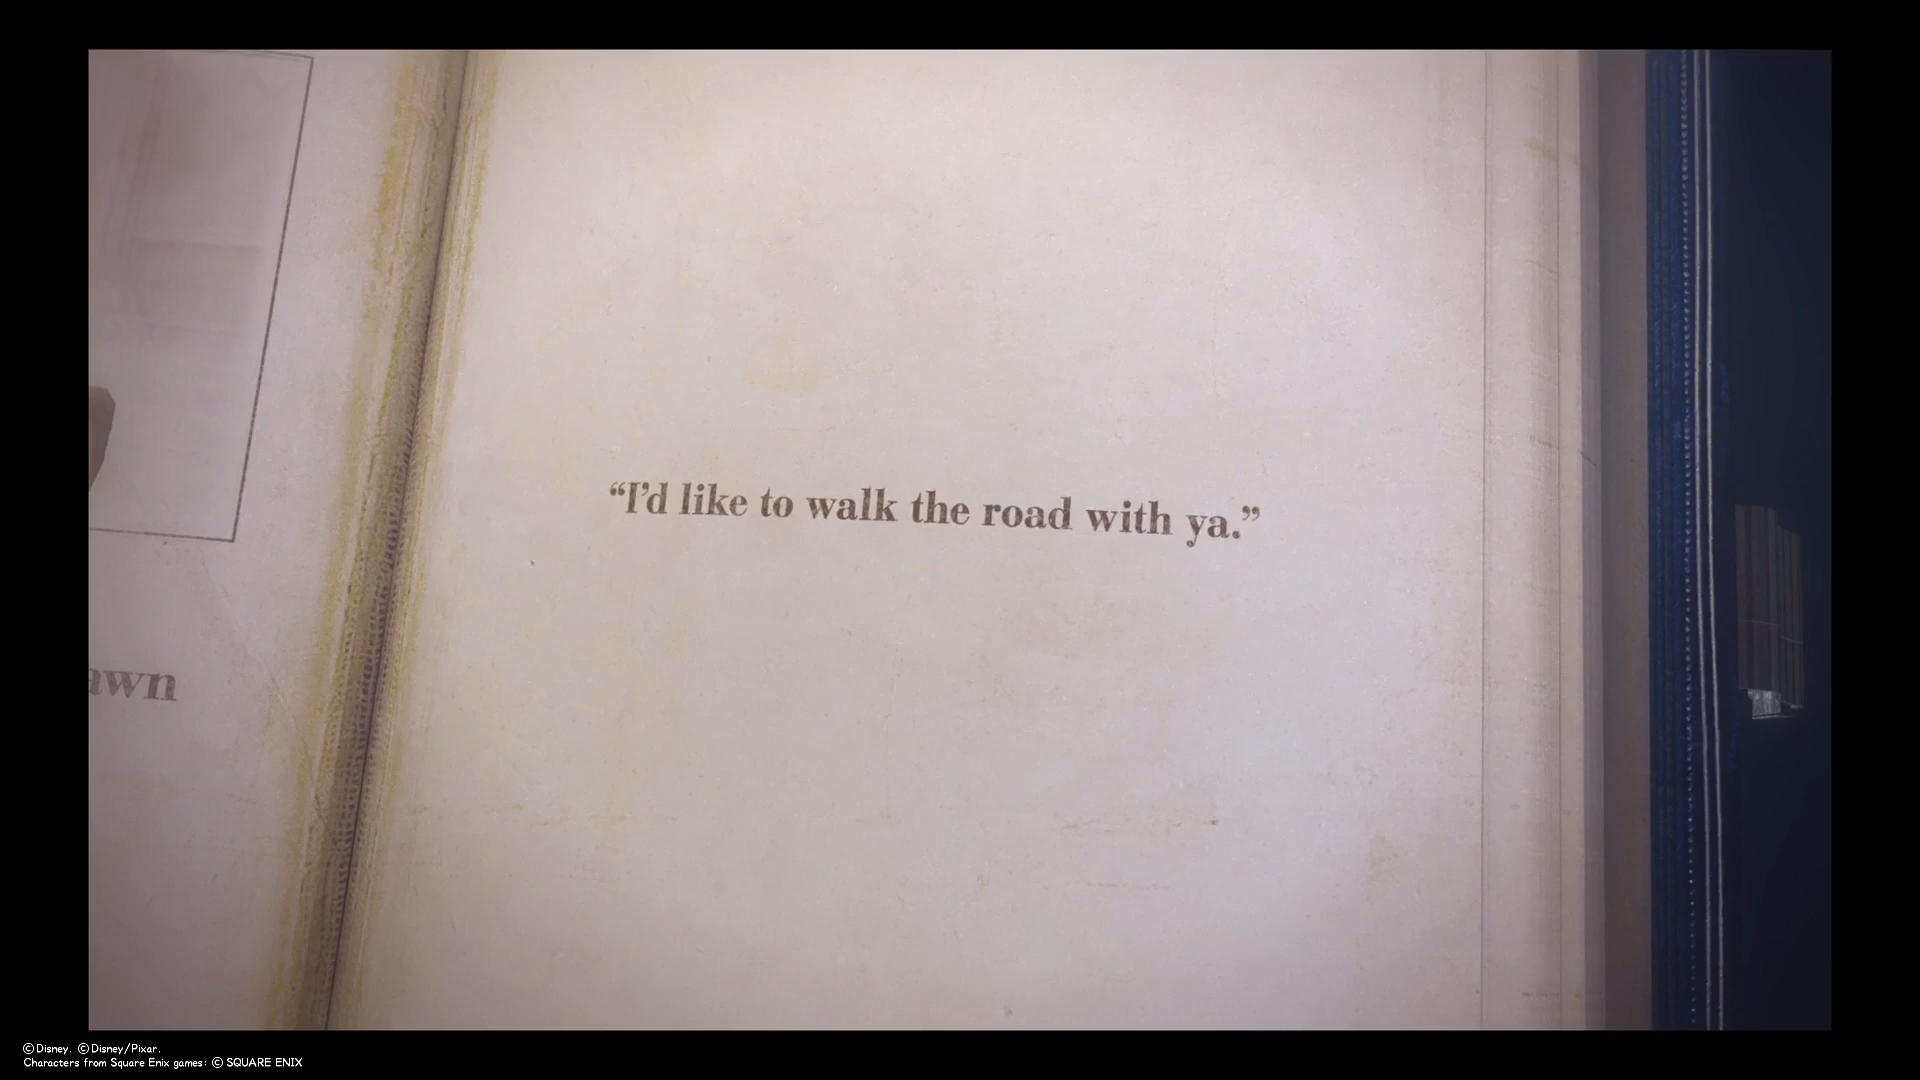 “I’d like to walk the road with ya.”
awn
©Disney. ©Disney/Pixar.
Characters from Square Enix games: © SQUARE ENIX